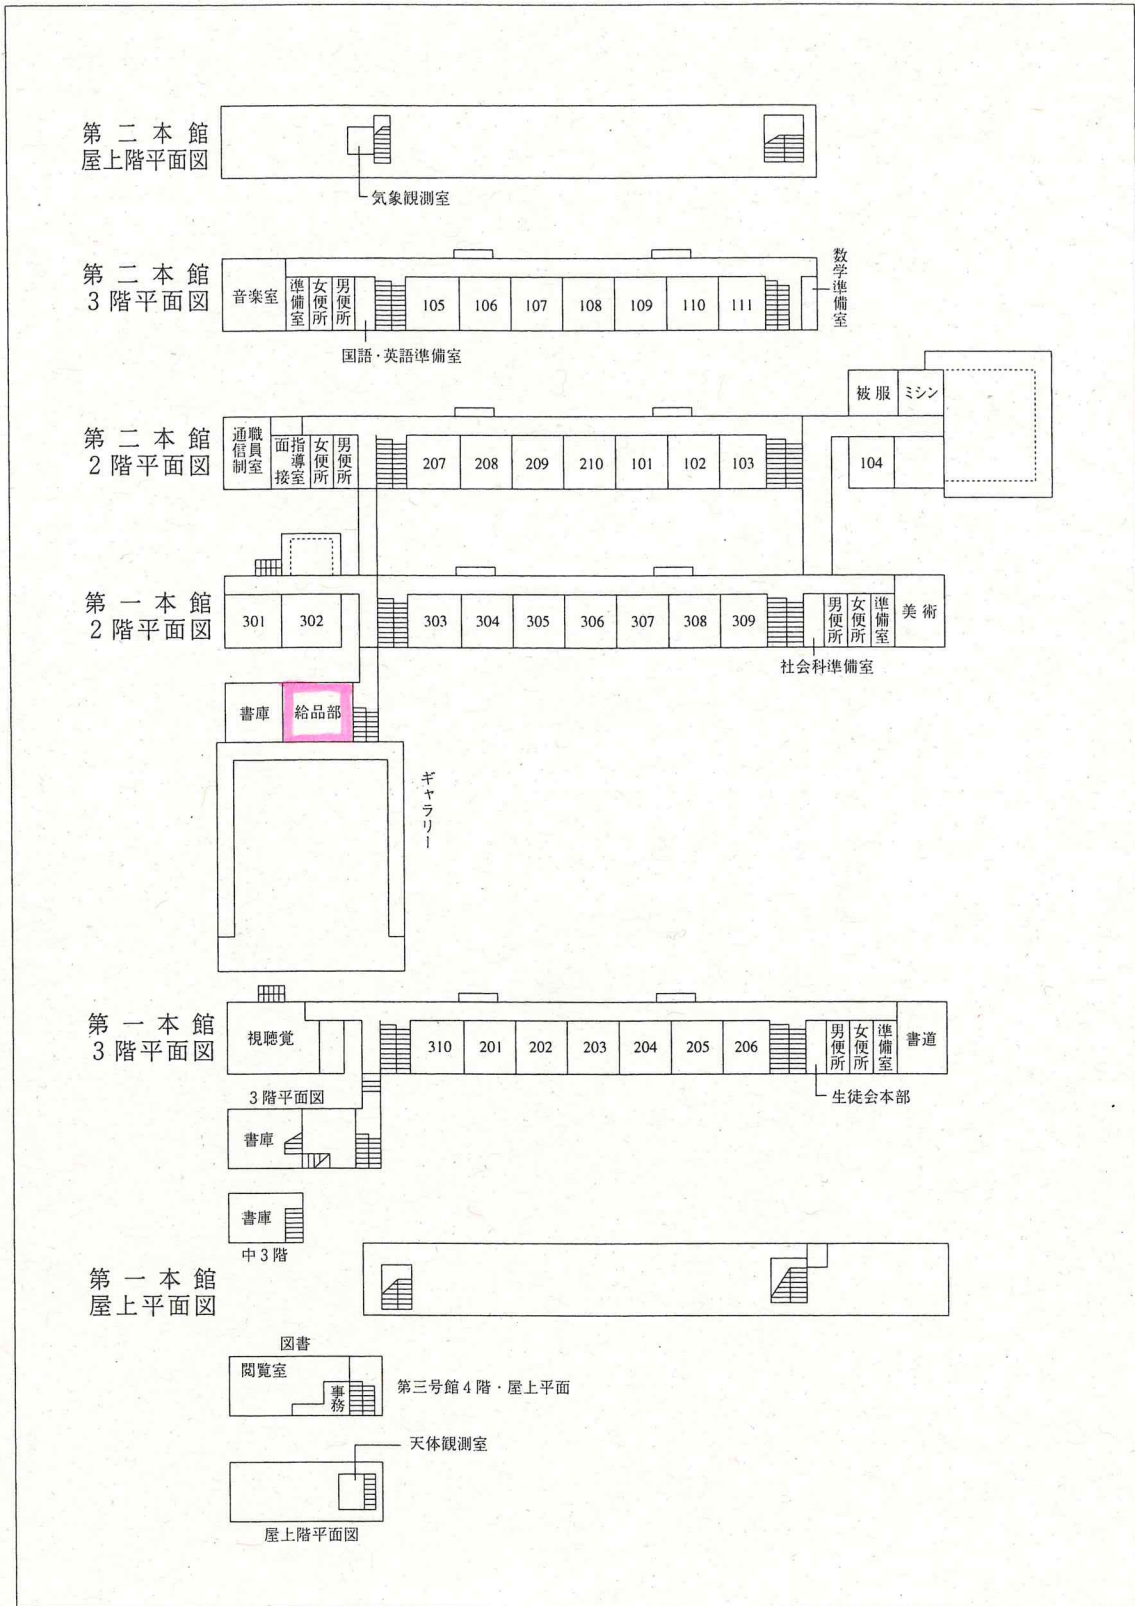 第二本館
屋上階平面図
気象観測室
第二本館
3階平面図
音楽室
準備室
女便所
男便所
105
106
107
108
109
110
111
数学準備室
国語・英語準備室
被服
ミシン
第二本館
2階平面図
通信制
職員室
面接
指導室
女便所
男便所
207
208
209
210
101
102
103
104
第一本館
2階平面図
301
302
303
304
305
306
307
308
309
男便所
女便所
準備室
美術
社会科準備室
書庫
給品部
ギャラリー
第一本館
3階平面図
視聴覚
310
201
202
203
204
205
206
男便所
女便所
準備室
書道
3階平面図
生徒会本部
書庫
書庫
中3階
第一本館
屋上平面図
図書
閲覧室
事務
第三号館4階・屋上平面
天体観測室
屋上階平面図